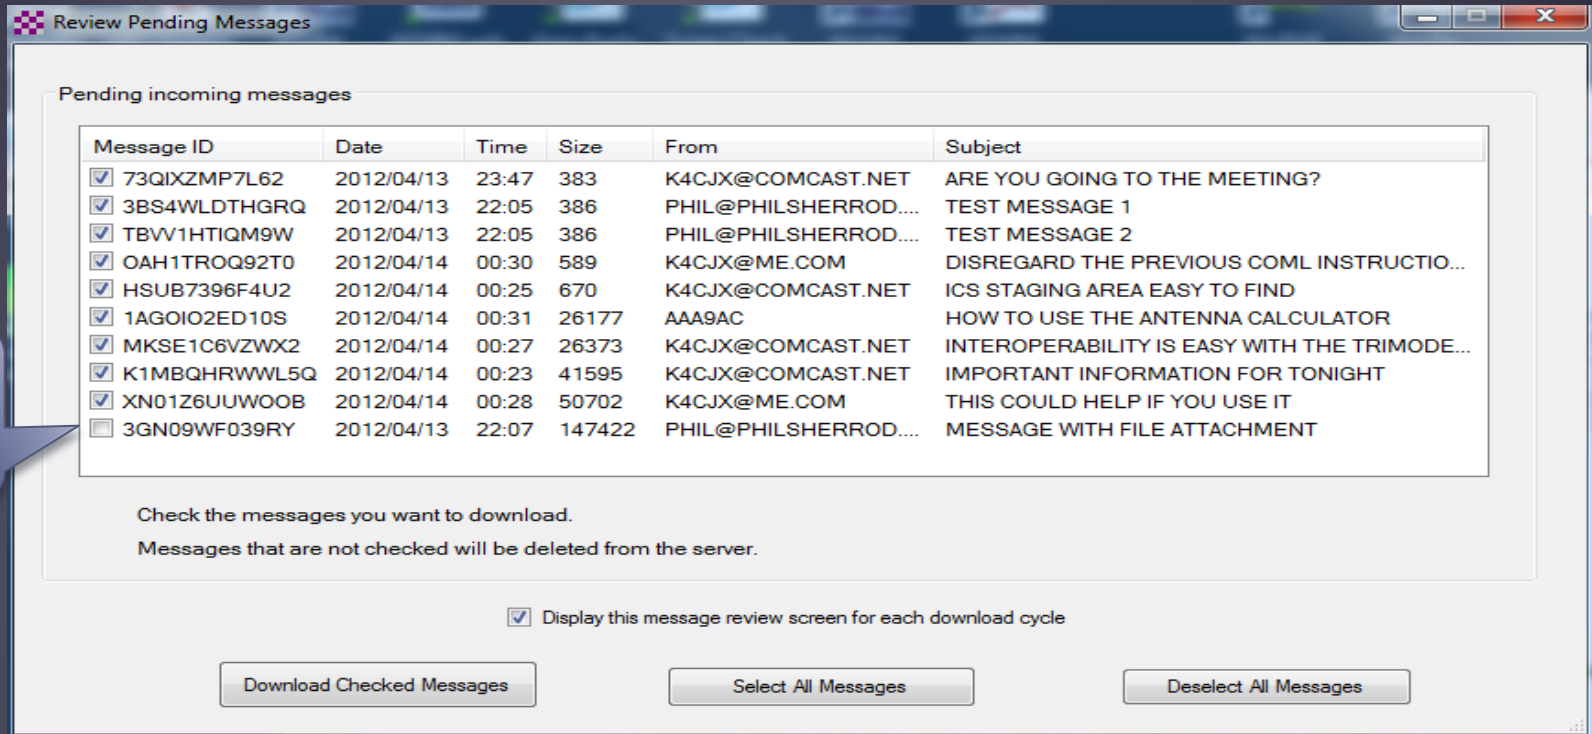 Review Pending Messages
Pending incoming messages
Message ID Date Time Size From Subject
73QIXZMP7L62 2012/04/13 23:47 383 K4CJX@COMCAST.NET ARE YOU GOING TO THE MEETING?
3BS4WLDTHGRQ 2012/04/13 22:05 386 PHIL@PHILSHERROD.... TEST MESSAGE 1
TBVV1HTIQM9W 2012/04/13 22:05 386 PHIL@PHILSHERROD.... TEST MESSAGE 2
OAH1TROQ92T0 2012/04/14 00:30 589 K4CJX@ME.COM DISREGARD THE PREVIOUS COML INSTRUCTIO...
HSUB7396F4U2 2012/04/14 00:25 670 K4CJX@COMCAST.NET ICS STAGING AREA EASY TO FIND
1AGOIO2ED10S 2012/04/14 00:31 26177 AAA9AC HOW TO USE THE ANTENNA CALCULATOR
MKSE1C6VZWX2 2012/04/14 00:27 26373 K4CJX@COMCAST.NET INTEROPERABILITY IS EASY WITH THE TRIMODE...
K1MBQHRWWL5Q 2012/04/14 00:23 41595 K4CJX@COMCAST.NET IMPORTANT INFORMATION FOR TONIGHT
XN01Z6UUWOOB 2012/04/14 00:28 50702 K4CJX@ME.COM THIS COULD HELP IF YOU USE IT
3GN09WF039RY 2012/04/13 22:07 147422 PHIL@PHILSHERROD.... MESSAGE WITH FILE ATTACHMENT
Check the messages you want to download.
Messages that are not checked will be deleted from the server.
Display this message review screen for each download cycle
Download Checked Messages Select All Messages Deselect All Messages